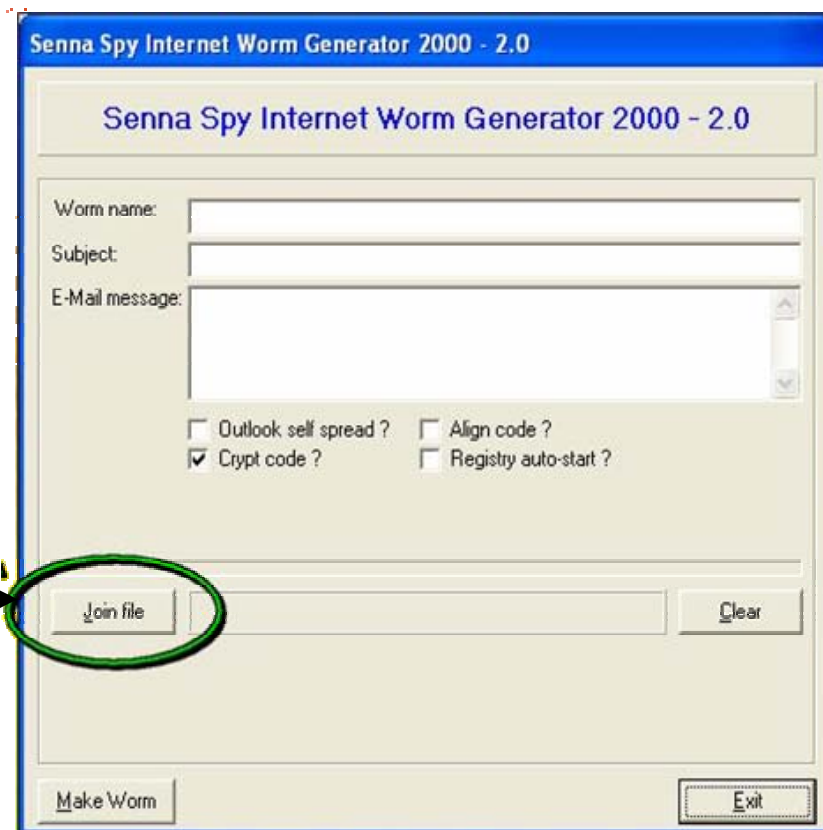 Senna Spy Internet Worm Generator 2000 - 2.0
Senna Spy Internet Worm Generator 2000 - 2.0
Worm name:
Subject:
E-Mail message:
Outlook self spread ? Align code ?
Crypt code ? Registry auto-start ?
Join file Clear
Make Worm Exit